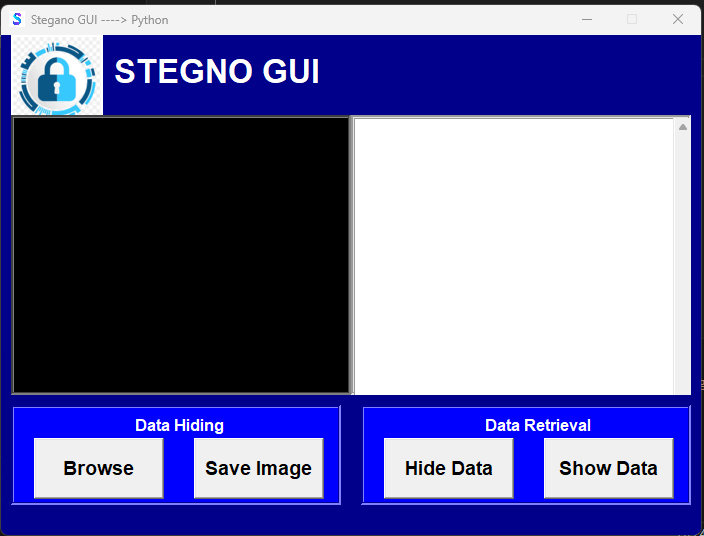 Stegano GUI ----> Python
STEGNO GUI
Data Hiding
Browse
Save Image
Data Retrieval
Hide Data
Show Data